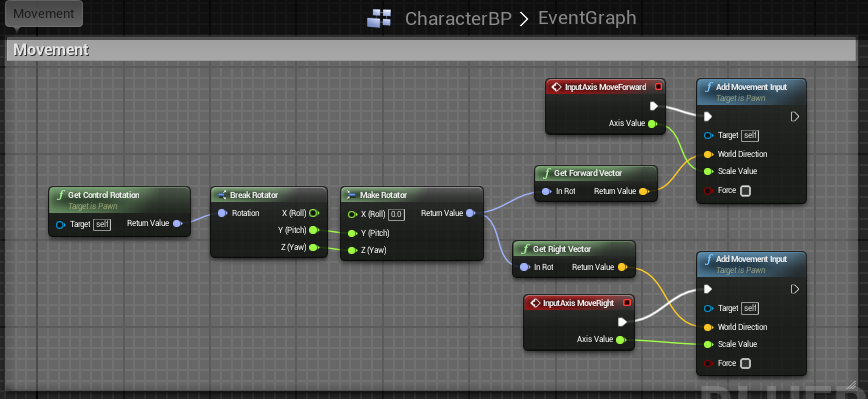 Movement
CharacterBP > EventGraph
Movement
InputAxis MoveForward
Axis Value
f Add Movement Input
Target is Pawn
Target self
World Direction
Scale Value
Force
f Get Control Rotation
Target is Pawn
Target self Return Value
Break Rotator
Rotation X (Roll)
Y (Pitch)
Z (Yaw)
Make Rotator
X (Roll) 0.0 Return Value
Y (Pitch)
Z (Yaw)
f Get Forward Vector
In Rot Return Value
f Get Right Vector
In Rot Return Value
InputAxis MoveRight
Axis Value
f Add Movement Input
Target is Pawn
Target self
World Direction
Scale Value
Force